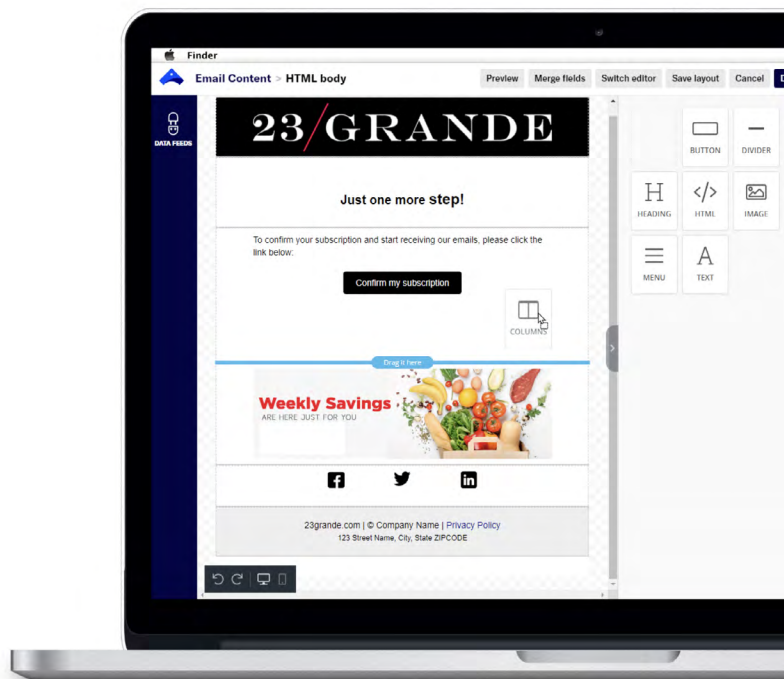 Finder
Email Content > HTML body
Preview
Merge fields
Switch editor
Save layout
Cancel
DATA FEEDS
23/GRANDE
Just one more step!
To confirm your subscription and start receiving our emails, please click the
link below:
Confirm my subscription
COLUMNS
Drag it here
Weekly Savings
ARE HERE JUST FOR YOU
23grande.com | © Company Name | Privacy Policy
123 Street Name, City, State ZIPCODE
BUTTON
DIVIDER
HEADING
HTML
IMAGE
MENU
TEXT